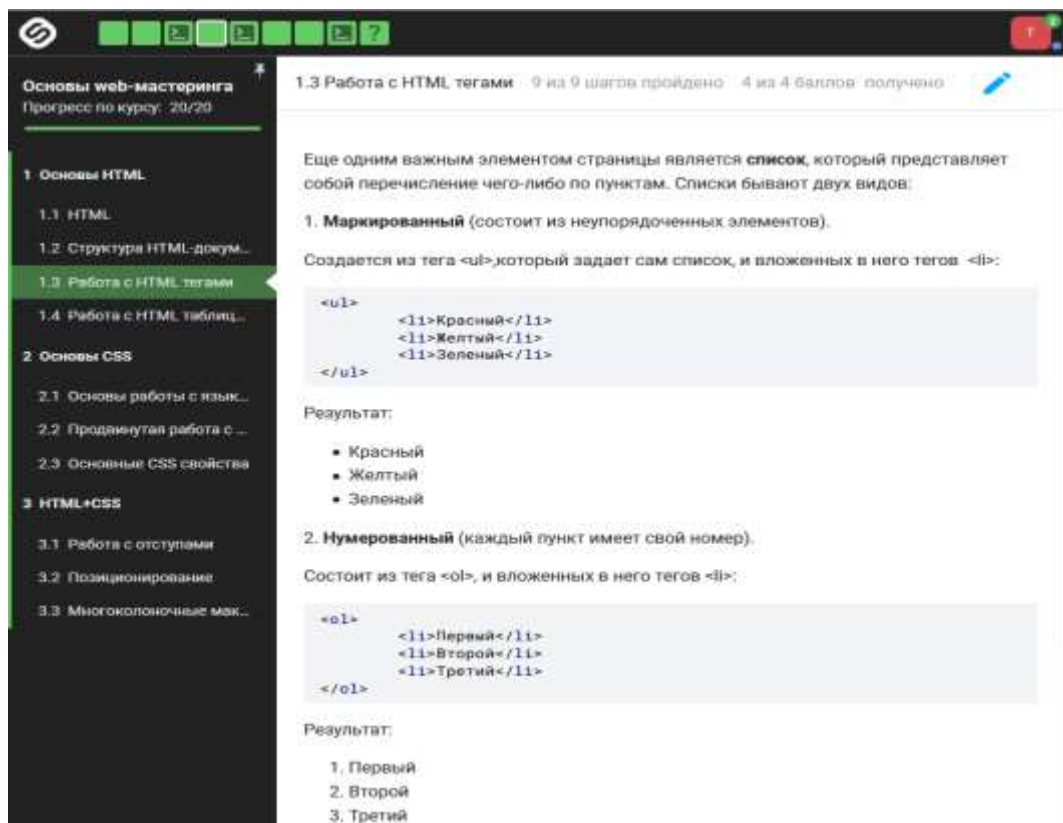 Т
2
Основы web-мастеринга
Прогресс по курсу: 20/20
1 Основы HTML
1.1 HTML
1.2 Структура HTML-докум...
1.3 Работа с HTML тегами
1.4 Работа с HTML таблиц...
2 Основы CSS
2.1 Основы работы с язык...
2.2 Продвинутая работа с ...
2.3 Основные CSS свойства
3 HTML+CSS
3.1 Работа с отступами
3.2 Позиционирование
3.3 Многоколоночные мак...
1.3 Работа с HTML тегами 9 из 9 шагов пройдено 4 из 4 баллов получено
Еще одним важным элементом страницы является список, который представляет
собой перечисление чего-либо по пунктам. Списки бывают двух видов:
1. Маркированный (состоит из неупорядоченных элементов).
Создается из тега <ul>,который задает сам список, и вложенных в него тегов <li>:
<ul>
<li>Красный</li>
<li>Желтый</li>
<li>Зеленый</li>
</ul>
Результат:
• Красный
• Желтый
• Зеленый
2. Нумерованный (каждый пункт имеет свой номер).
Состоит из тега <ol>, и вложенных в него тегов <li>:
<ol>
<li>Первый</li>
<li>Второй</li>
<li>Третий</li>
</ol>
Результат:
1. Первый
2. Второй
3. Третий